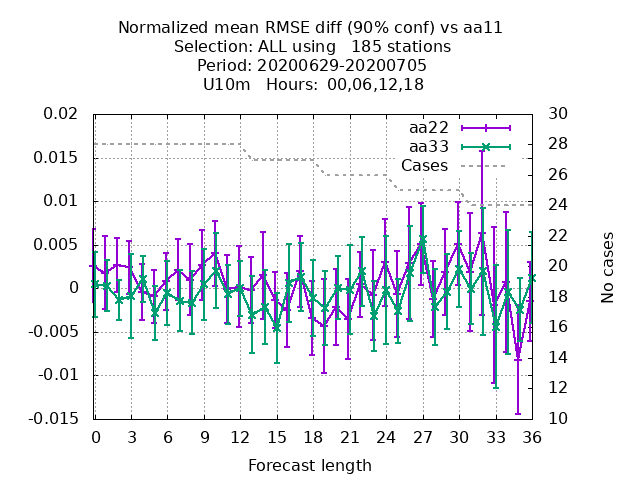 Normalized mean RMSE diff (90% conf) vs aa11
Selection: ALL using   185 stations
Period: 20200629-20200705
U10m   Hours:  00,06,12,18
0.02
0.015
0.01
0.005
0
-0.005
-0.01
-0.015
30
28
26
24
22
20
18
16
14
12
10
aa22
aa33
Cases
No cases
0 3 6 9 12 15 18 21 24 27 30 33 36
Forecast length